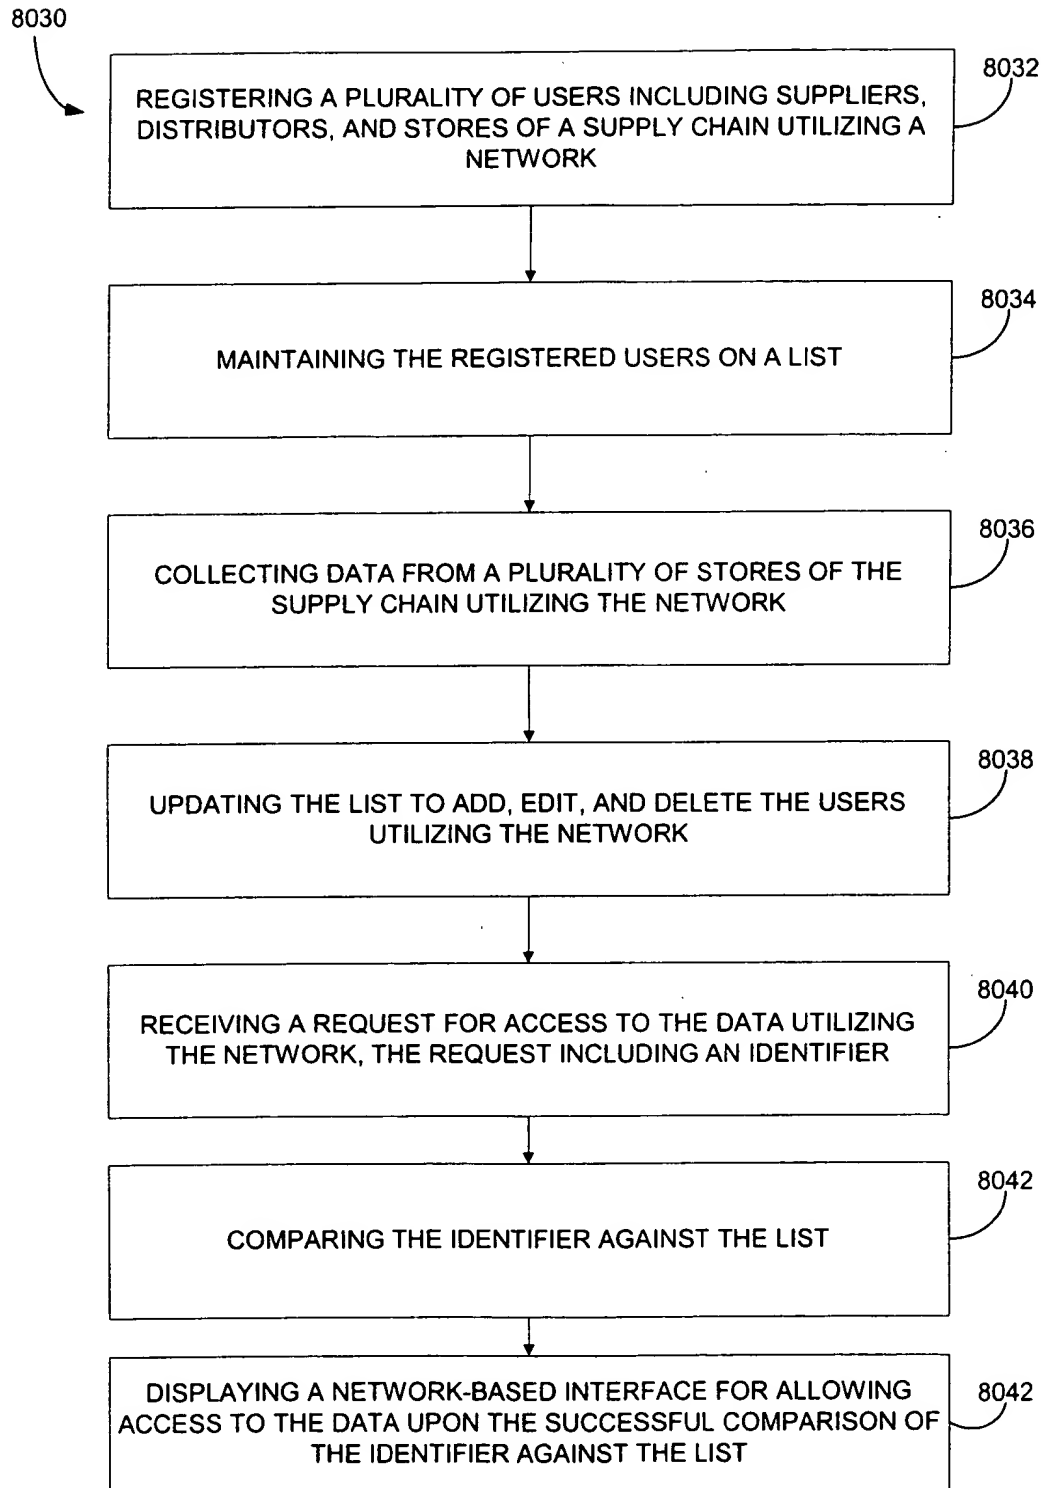 8030
8032
REGISTERING A PLURALITY OF USERS INCLUDING SUPPLIERS,
DISTRIBUTORS, AND STORES OF A SUPPLY CHAIN UTILIZING A
NETWORK
8034
MAINTAINING THE REGISTERED USERS ON A LIST
8036
COLLECTING DATA FROM A PLURALITY OF STORES OF THE
SUPPLY CHAIN UTILIZING THE NETWORK
8038
UPDATING THE LIST TO ADD, EDIT, AND DELETE THE USERS
UTILIZING THE NETWORK
8040
RECEIVING A REQUEST FOR ACCESS TO THE DATA UTILIZING
THE NETWORK, THE REQUEST INCLUDING AN IDENTIFIER
8042
COMPARING THE IDENTIFIER AGAINST THE LIST
8042
DISPLAYING A NETWORK-BASED INTERFACE FOR ALLOWING
ACCESS TO THE DATA UPON THE SUCCESSFUL COMPARISON OF
THE IDENTIFIER AGAINST THE LIST